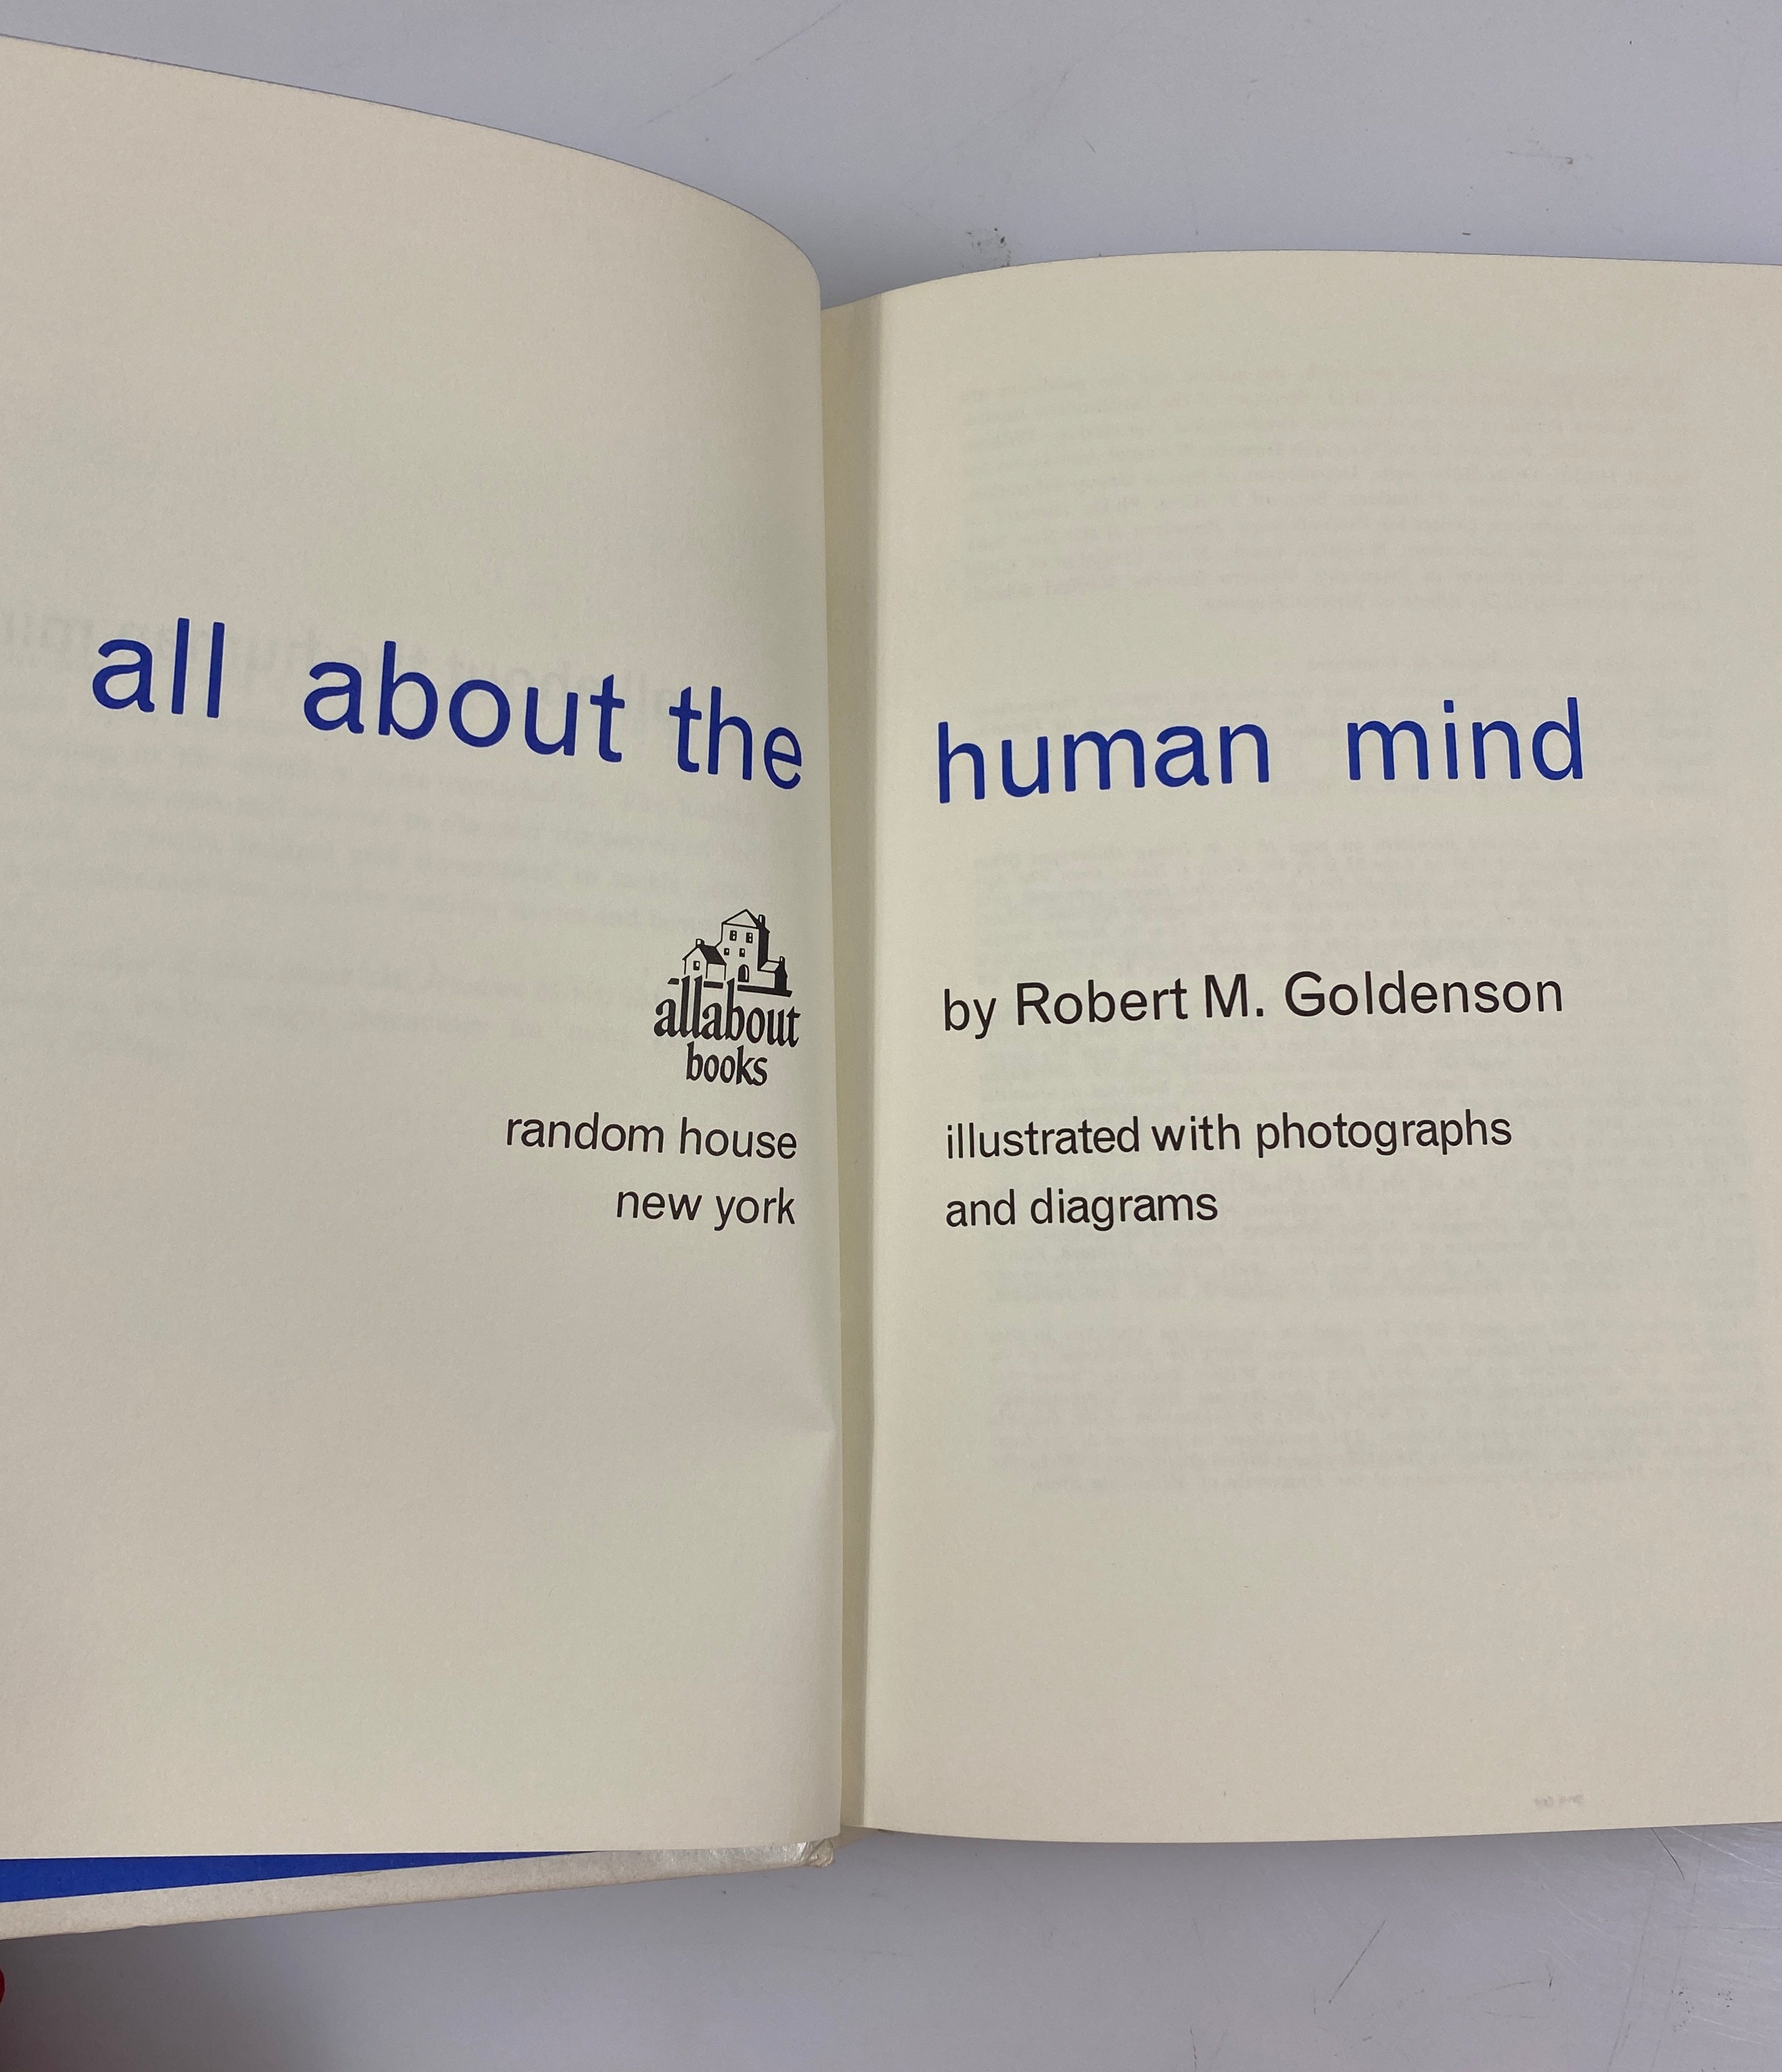 all about the human mind
allabout
books
random house
new york
by Robert M. Goldenson
illustrated with photographs
and diagrams